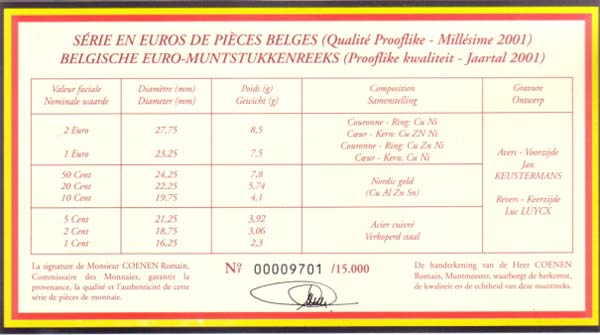 SÉRIE EN EUROS DE PIÈCES BELGES (Qualité Prooflike - Millésime 2001)
BELGISCHE EURO-MUNTSTUKKENREEKS (Prooflike kwaliteit - Jaartal 2001)
Valeur faciale Diamètre (mm) Poids (g) Composition Gravure
Nominale waarde Diameter (mm) Gewicht (g) Samenstelling Ontwerp
2 Euro 27,75 8,5 Couronne - Ring: Cu Ni
Cœur - Kern: Cu ZN Ni
1 Euro 23,25 7,5 Couronne - Ring: Cu Zn Ni
Cœur - Kern: Cu Ni
50 Cent 24,25 7,8
20 Cent 22,25 5,74 Nordic gold
10 Cent 19,75 4,1 (Cu Al Zn Sn)
5 Cent 21,25 3,92
2 Cent 18,75 3,06 Acier cuivré
1 Cent 16,25 2,3 Verkoperd staal
Avers - Voorzijde
Jan
KEUSTERMANS
Revers - Keerzijde
Luc LUYCX
La signature de Monsieur COENEN Romain,
Commissaire des Monnaies, garantit la
provenance, la qualité et l'authenticité de cette
série de pièces de monnaie.
Nor 00009701 /15.000
De handtekening van de Heer COENEN
Romain, Muntmeester, waarborgt de herkomst,
de kwaliteit en de echtheid van deze muntreeks.